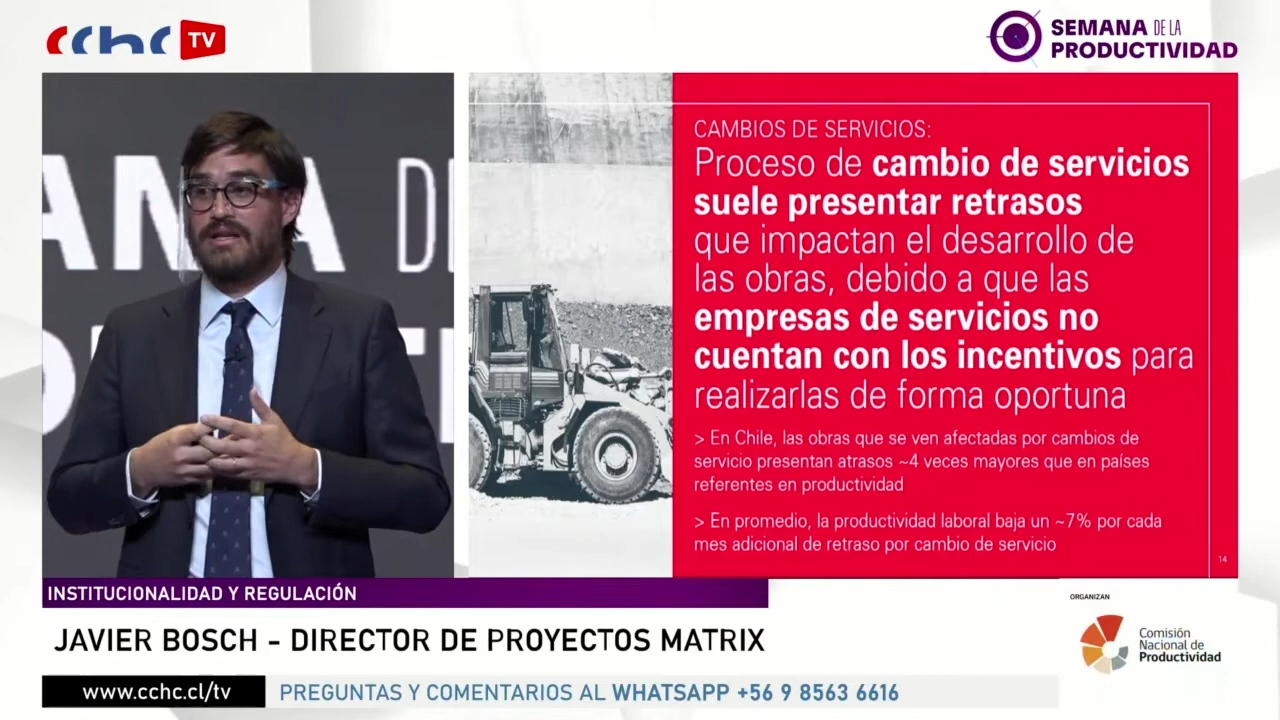 cchc TV
SEMANA DE LA
PRODUCTIVIDAD
CAMBIOS DE SERVICIOS:
Proceso de cambio de servicios
suele presentar retrasos
que impactan el desarrollo de
las obras, debido a que las
empresas de servicios no
cuentan con los incentivos para
realizarlas de forma oportuna
> En Chile, las obras que se ven afectadas por cambios de
servicio presentan atrasos ~4 veces mayores que en países
referentes en productividad
> En promedio, la productividad laboral baja un ~7% por cada
mes adicional de retraso por cambio de servicio
14
INSTITUCIONALIDAD Y REGULACIÓN
JAVIER BOSCH - DIRECTOR DE PROYECTOS MATRIX
ORGANIZAN
Comisión
Nacional de
Productividad
www.cchc.cl/tv
PREGUNTAS Y COMENTARIOS AL WHATSAPP +56 9 8563 6616